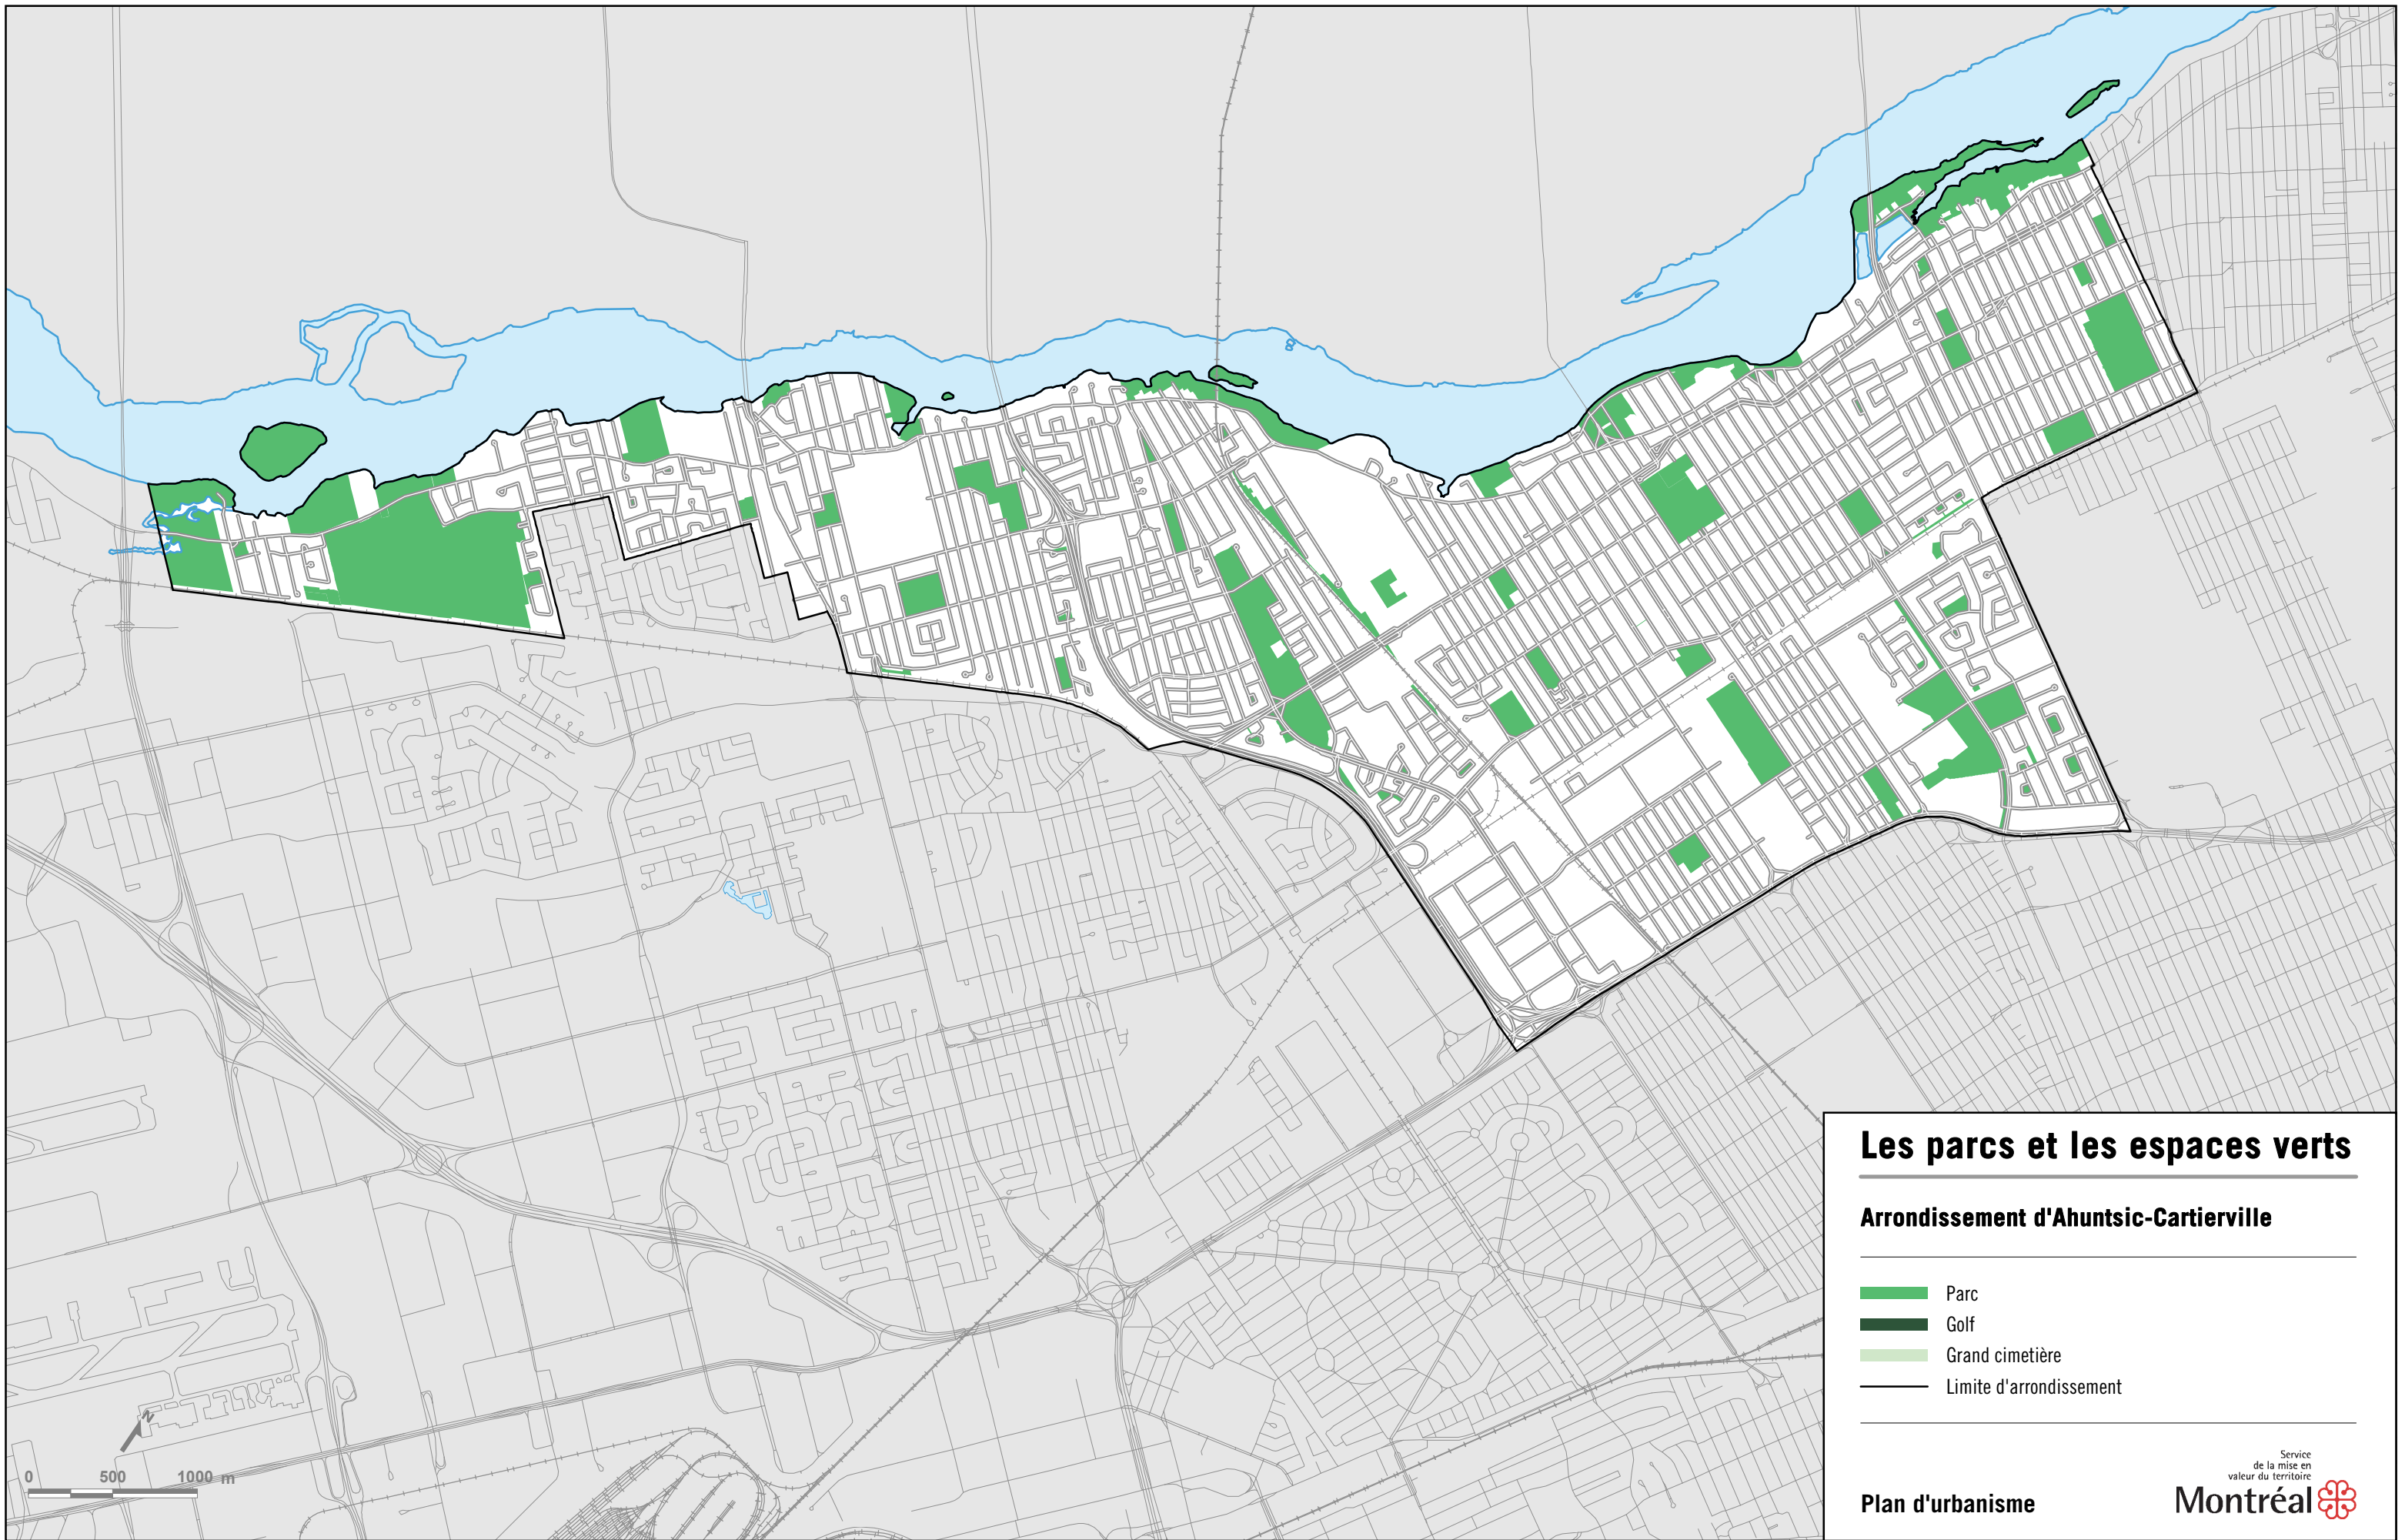 Les parcs et les espaces verts
Arrondissement d'Ahuntsic-Cartierville
Parc
Golf
Grand cimetière
Limite d'arrondissement
Service
de la mise en
valeur du territoire
Plan d'urbanisme
Montréal
N
0 500 1000 m